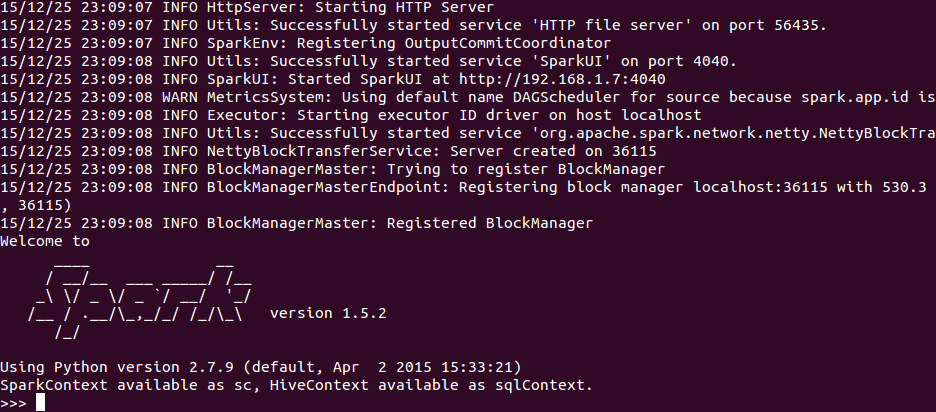 15/12/25 23:09:07 INFO HttpServer: Starting HTTP Server
15/12/25 23:09:07 INFO Utils: Successfully started service 'HTTP file server' on port 56435.
15/12/25 23:09:07 INFO SparkEnv: Registering OutputCommitCoordinator
15/12/25 23:09:08 INFO Utils: Successfully started service 'SparkUI' on port 4040.
15/12/25 23:09:08 INFO SparkUI: Started SparkUI at http://192.168.1.7:4040
15/12/25 23:09:08 WARN MetricsSystem: Using default name DAGScheduler for source because spark.app.id is
15/12/25 23:09:08 INFO Executor: Starting executor ID driver on host localhost
15/12/25 23:09:08 INFO Utils: Successfully started service 'org.apache.spark.network.netty.NettyBlockTra
15/12/25 23:09:08 INFO NettyBlockTransferService: Server created on 36115
15/12/25 23:09:08 INFO BlockManagerMaster: Trying to register BlockManager
15/12/25 23:09:08 INFO BlockManagerMasterEndpoint: Registering block manager localhost:36115 with 530.3
, 36115)
15/12/25 23:09:08 INFO BlockManagerMaster: Registered BlockManager
Welcome to
      ____              __
     / __/__  ___ _____/ /__
    _\ \/ _ \/ _ `/ __/  '_/
   /__ / .__/\_,_/_/ /_/\_\   version 1.5.2
      /_/
Using Python version 2.7.9 (default, Apr  2 2015 15:33:21)
SparkContext available as sc, HiveContext available as sqlContext.
>>>